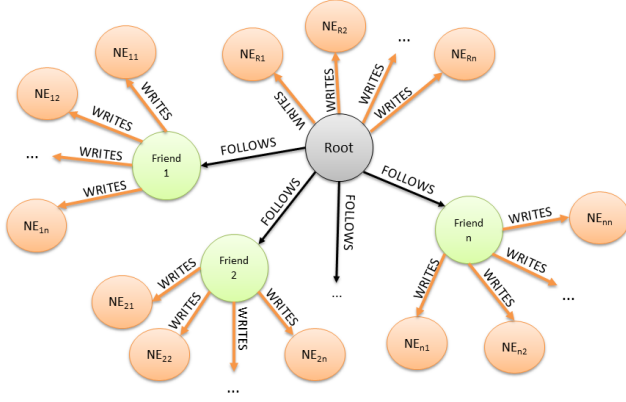 NE11
NE12
...
NE1n
NER1
NER2
...
NERn
WRITES
WRITES
WRITES
WRITES
WRITES
WRITES
WRITES
WRITES
Root
Friend
1
FOLLOWS
FOLLOWS
FOLLOWS
FOLLOWS
...
Friend
2
WRITES
WRITES
WRITES
WRITES
NE21
NE22
...
NE2n
Friend
n
WRITES
WRITES
WRITES
WRITES
NEnn
...
NEn1
NEn2